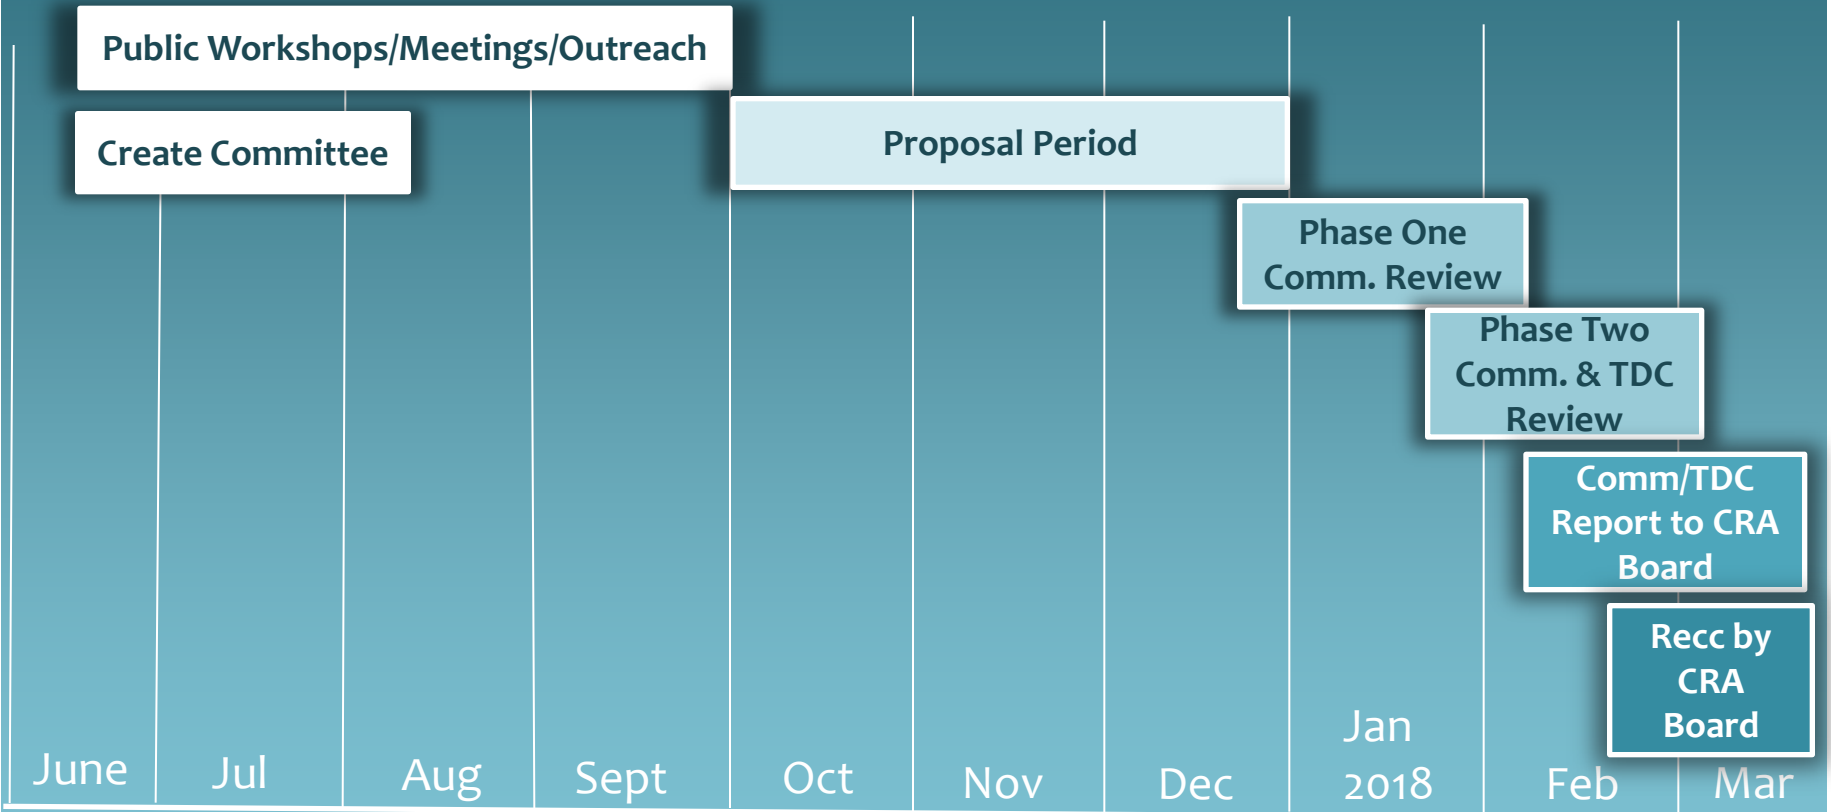 Public Workshops/Meetings/Outreach
Create Committee
Proposal Period
Phase One
Comm. Review
Phase Two
Comm. & TDC
Review
Comm/TDC
Report to CRA
Board
Recc by
CRA
Board
June
Jul
Aug
Sept
Oct
Nov
Dec
Jan
2018
Feb
Mar